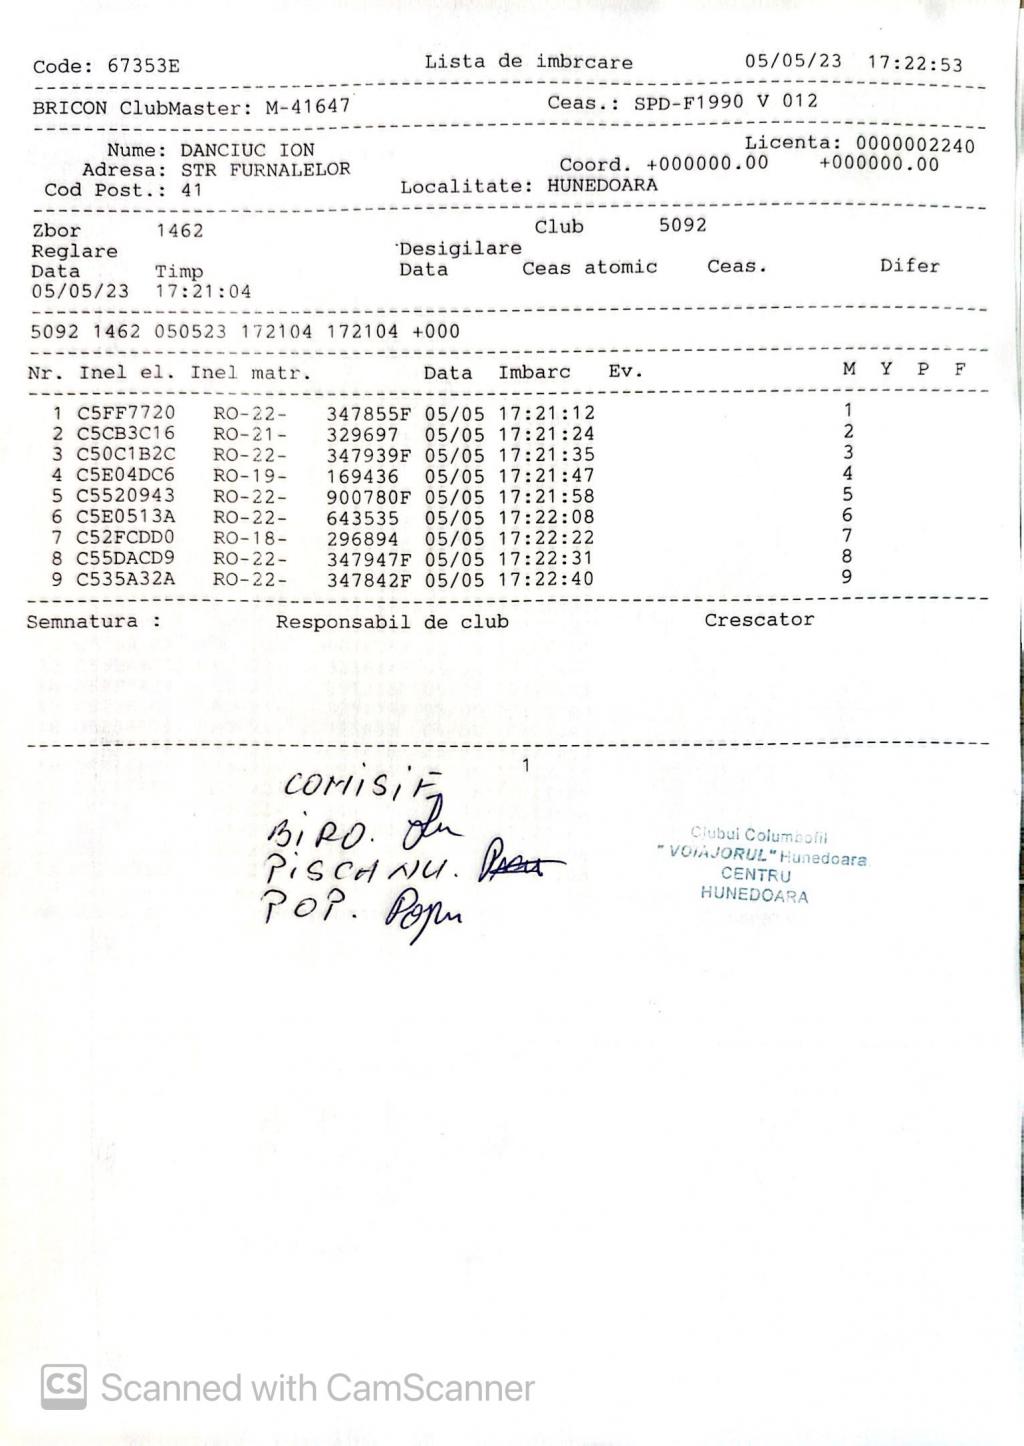 Code: 67353E Lista de imbrcare 05/05/23 17:22:53
BRICON ClubMaster: M-41647 Ceas.: SPD-F1990 V 012
Nume: DANCIUC ION Licenta: 0000002240
Adresa: STR FURNALELOR Coord. +000000.00 +000000.00
Cod Post.: 41 Localitate: HUNEDOARA
Zbor 1462 Club 5092
Reglare Desigilare
Data Timp Data Ceas atomic Ceas. Difer
05/05/23 17:21:04
5092 1462 050523 172104 172104 +000
Nr. Inel el. Inel matr. Data Imbarc Ev. M Y P F
1 C5FF7720 RO-22- 347855F 05/05 17:21:12 1
2 C5CB3C16 RO-21- 329697 05/05 17:21:24 2
3 C50C1B2C RO-22- 347939F 05/05 17:21:35 3
4 C5E04DC6 RO-19- 169436 05/05 17:21:47 4
5 C5520943 RO-22- 900780F 05/05 17:21:58 5
6 C5E0513A RO-22- 643535 05/05 17:22:08 6
7 C52FCDD0 RO-18- 296894 05/05 17:22:22 7
8 C55DACD9 RO-22- 347947F 05/05 17:22:31 8
9 C535A32A RO-22- 347842F 05/05 17:22:40 9
Semnatura : Responsabil de club Crescator
1
COMISIE
BIRO.
PISCANU.
POP. Popu
Clubul Columbofil
"VOIAJORUL" Hunedoara
CENTRU
HUNEDOARA
CS Scanned with CamScanner